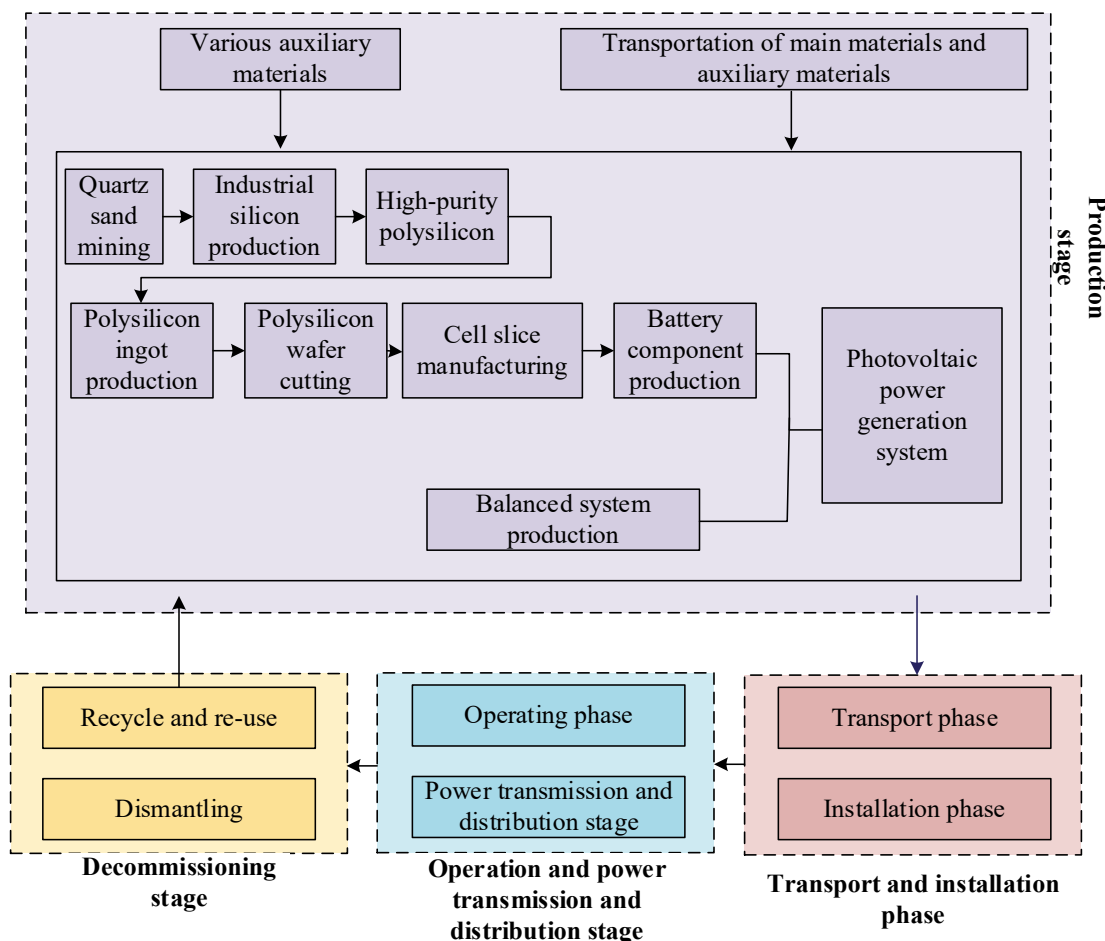 Various auxiliary
materials
Transportation of main materials and
auxiliary materials
Quartz
sand
mining
Industrial
silicon
production
High-purity
polysilicon
Polysilicon
ingot
production
Polysilicon
wafer
cutting
Cell slice
manufacturing
Battery
component
production
Photovoltaic
power
generation
system
Balanced system
production
Production
stage
Recycle and re-use
Dismantling
Decommissioning
stage
Operating phase
Power transmission and
distribution stage
Operation and power
transmission and
distribution stage
Transport phase
Installation phase
Transport and installation
phase